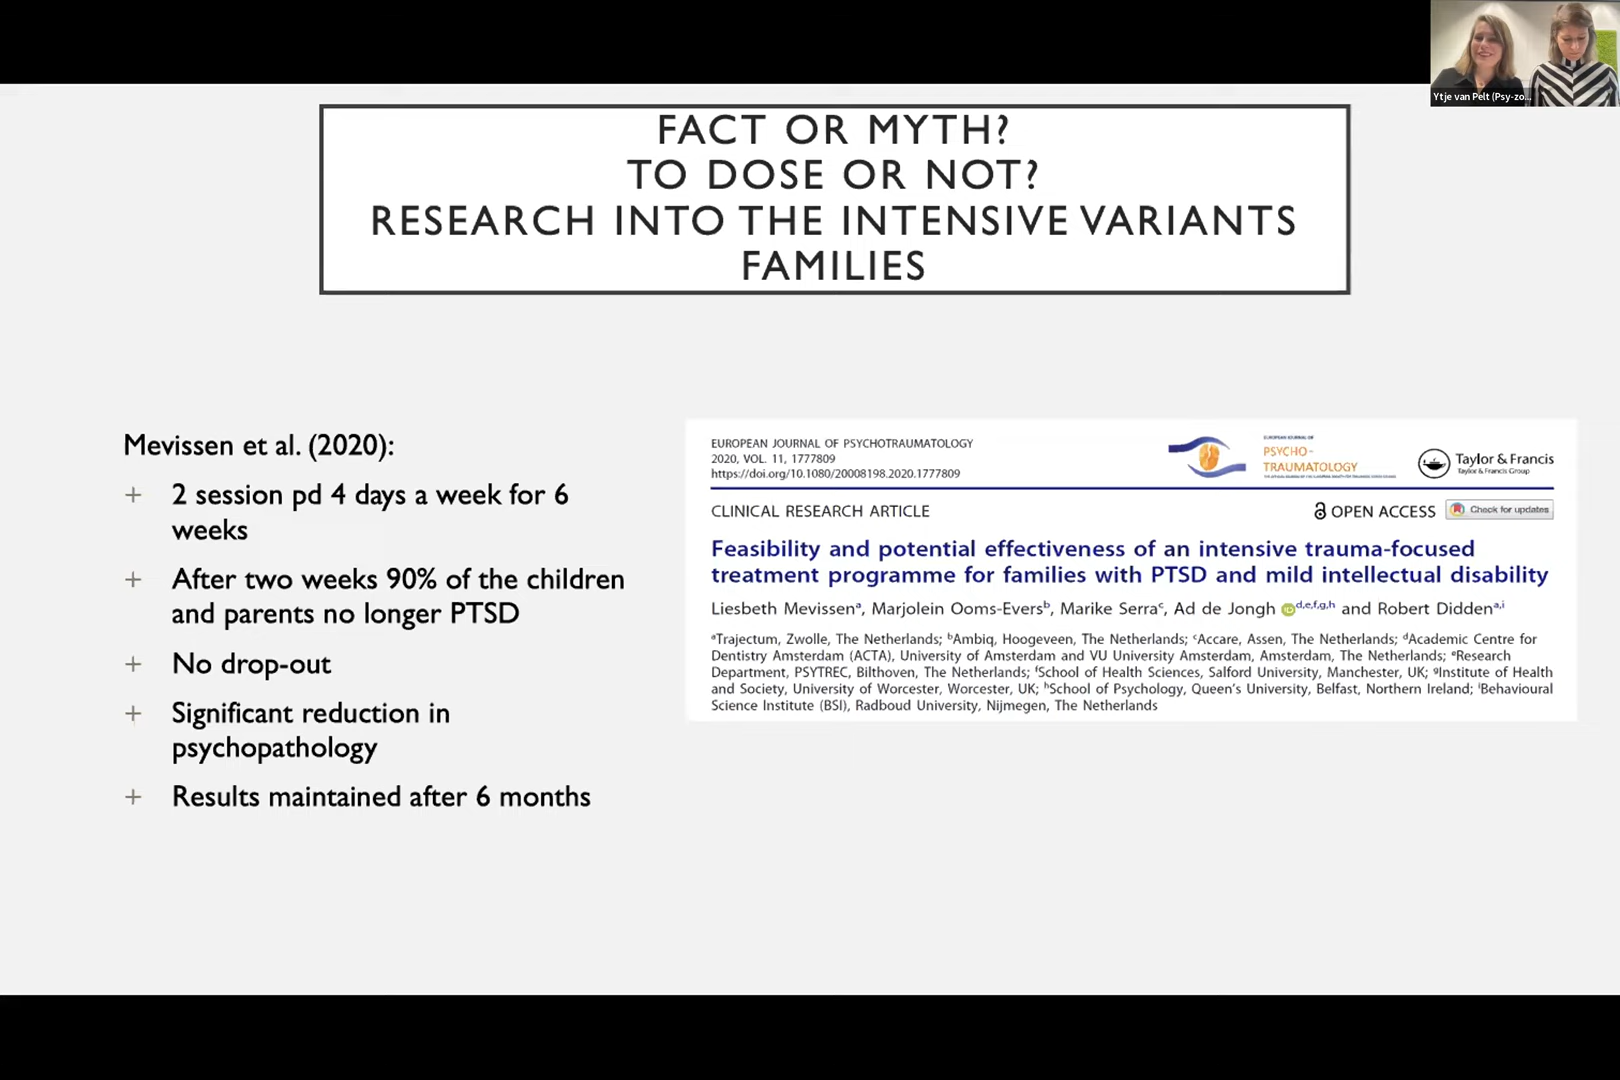 FACT OR MYTH?
TO DOSE OR NOT?
RESEARCH INTO THE INTENSIVE VARIANTS
FAMILIES
Ytje van Pelt (Psy-zo...
Mevissen et al. (2020):
+ 2 session pd 4 days a week for 6
weeks
+ After two weeks 90% of the children
and parents no longer PTSD
+ No drop-out
+ Significant reduction in
psychopathology
+ Results maintained after 6 months
EUROPEAN JOURNAL OF PSYCHOTRAUMATOLOGY
2020, VOL. 11, 1777809
https://doi.org/10.1080/20008198.2020.1777809
EUROPEAN JOURNAL OF
PSYCHO-
TRAUMATOLOGY
Taylor & Francis
Taylor & Francis Group
CLINICAL RESEARCH ARTICLE
OPEN ACCESS
Check for updates
Feasibility and potential effectiveness of an intensive trauma-focused
treatment programme for families with PTSD and mild intellectual disability
Liesbeth Mevissenᵃ, Marjolein Ooms-Eversᵇ, Marike Serraᶜ, Ad de Jongh iD ᵈ,ᵉ,ᶠ,ᵍ,ʰ and Robert Diddenᵃ,ⁱ
ᵃTrajectum, Zwolle, The Netherlands; ᵇAmbiq, Hoogeveen, The Netherlands; ᶜAccare, Assen, The Netherlands; ᵈAcademic Centre for
Dentistry Amsterdam (ACTA), University of Amsterdam and VU University Amsterdam, Amsterdam, The Netherlands; ᵉResearch
Department, PSYTREC, Bilthoven, The Netherlands; ᶠSchool of Health Sciences, Salford University, Manchester, UK; ᵍInstitute of Health
and Society, University of Worcester, Worcester, UK; ʰSchool of Psychology, Queen's University, Belfast, Northern Ireland; ⁱBehavioural
Science Institute (BSI), Radboud University, Nijmegen, The Netherlands